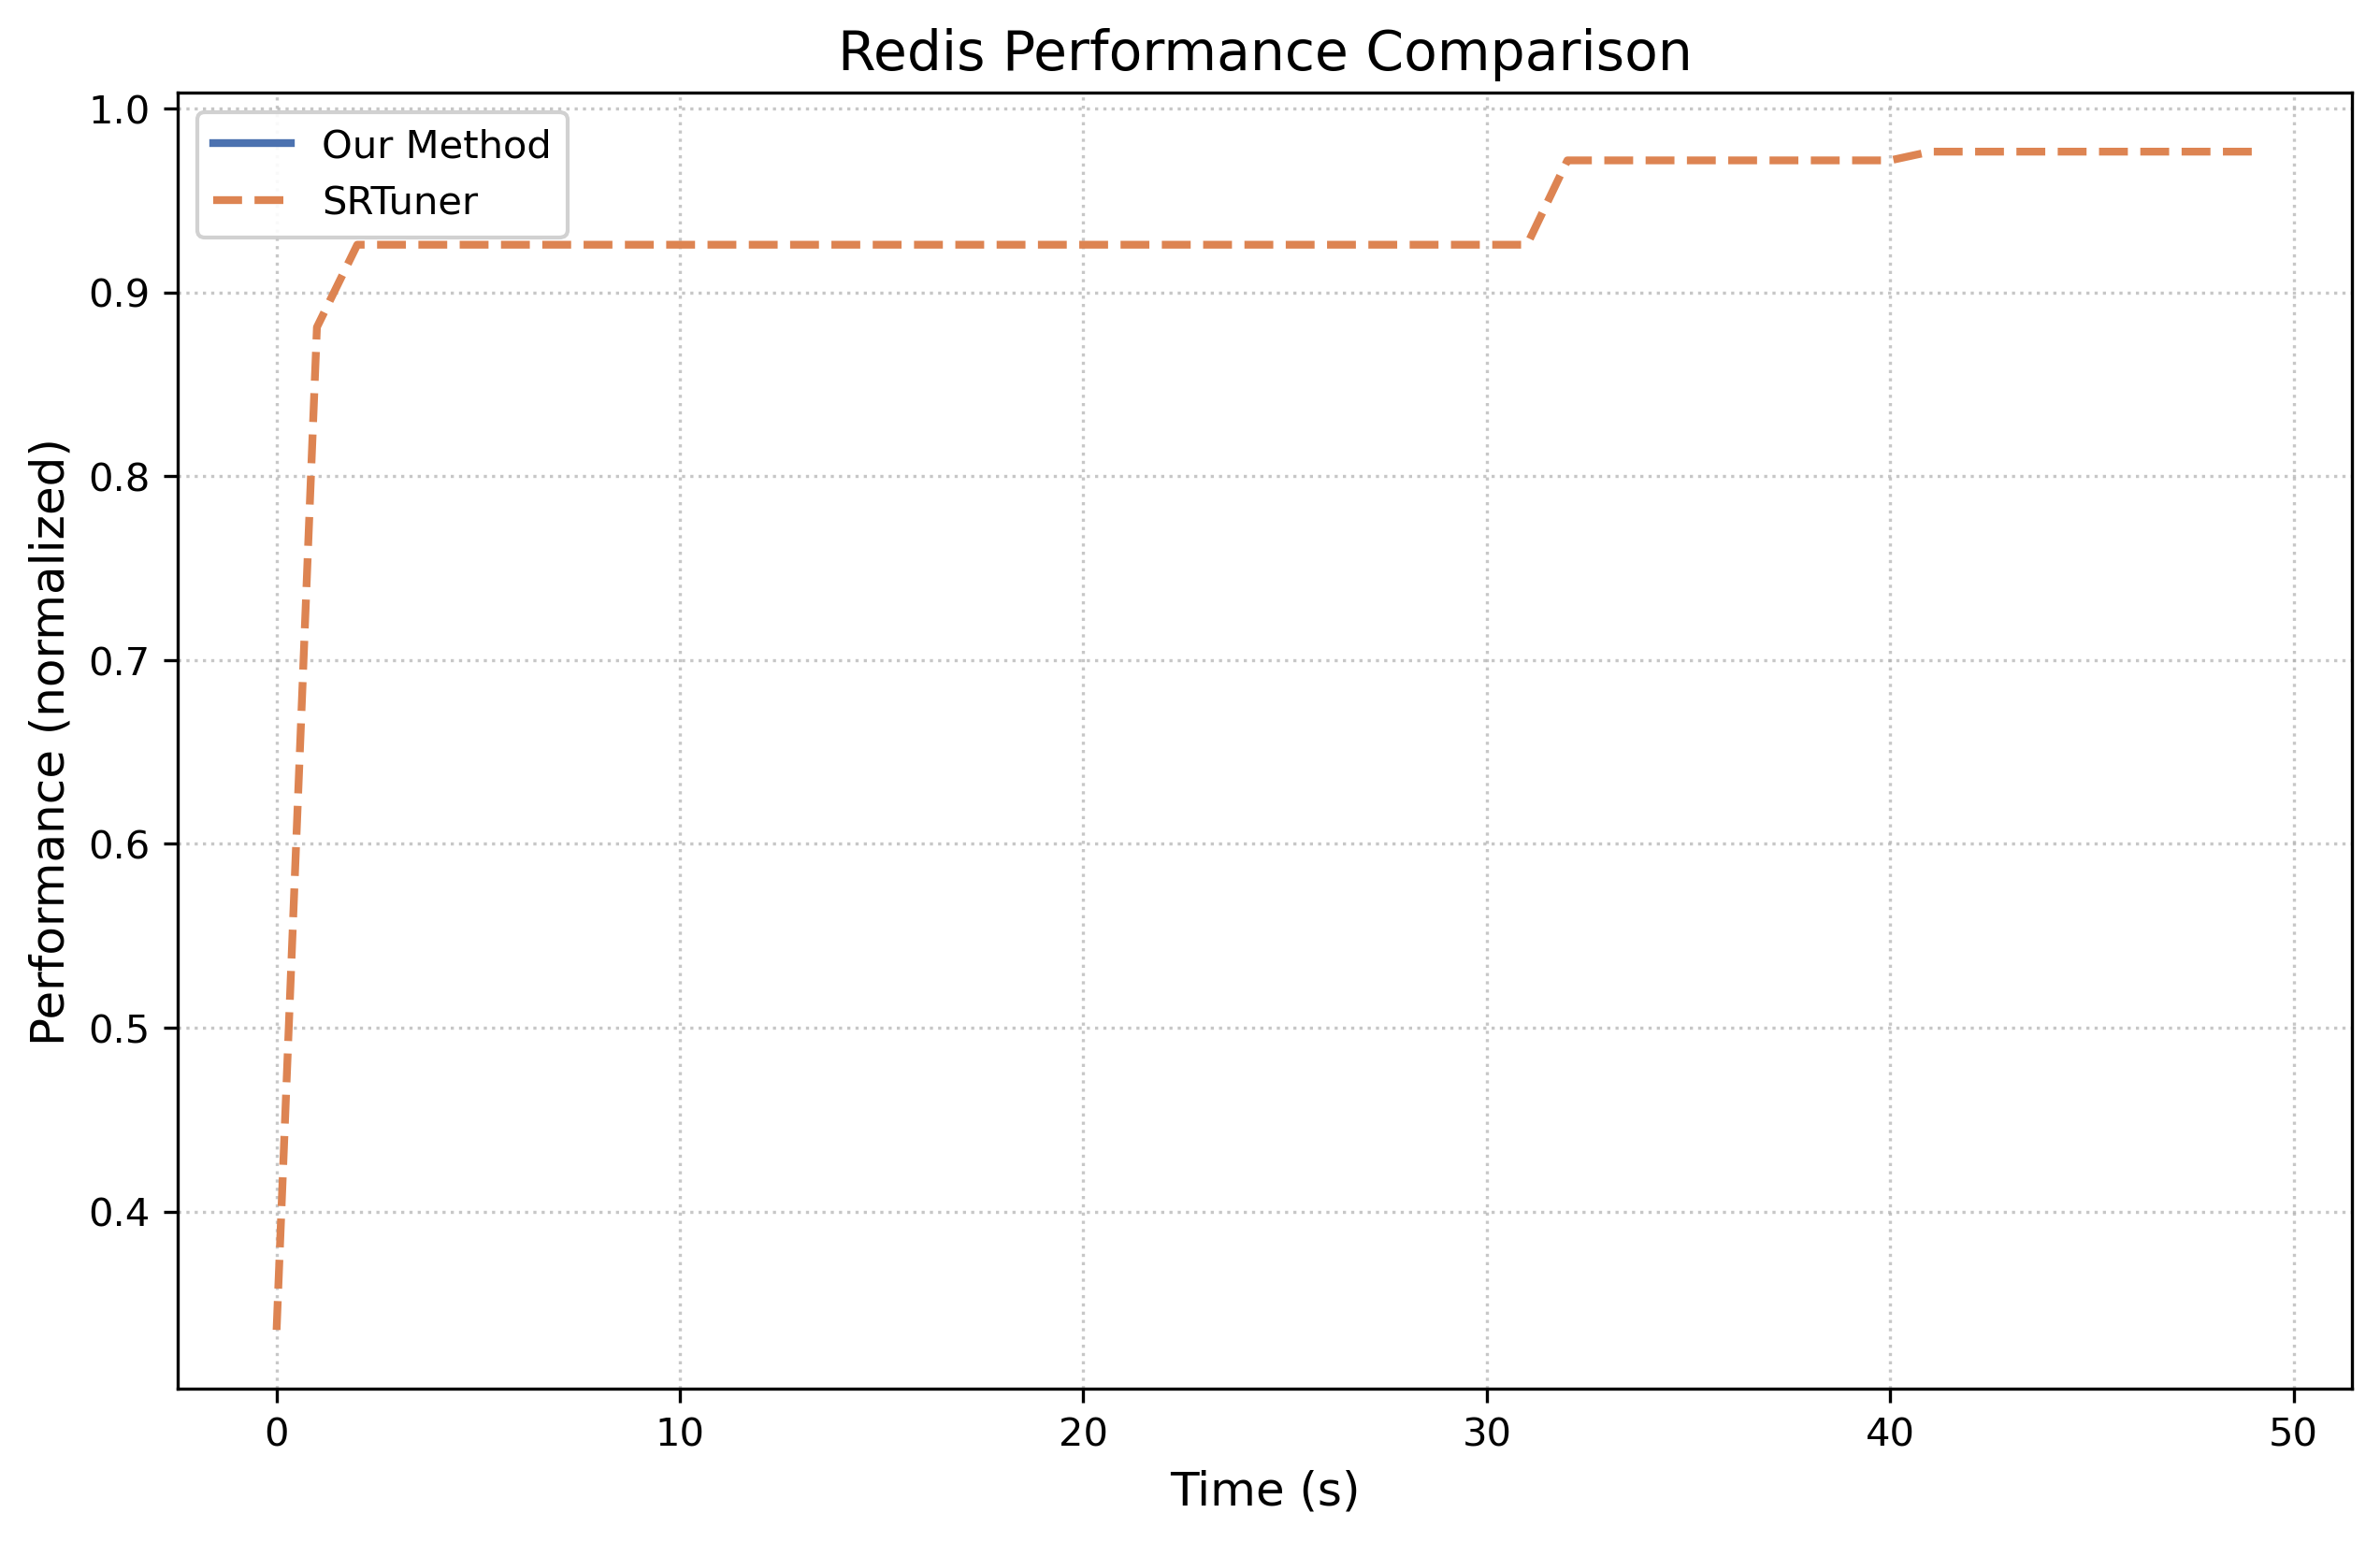 Redis Performance Comparison
Our Method
SRTuner
1.0
0.9
0.8
0.7
0.6
0.5
0.4
Performance (normalized)
0 10 20 30 40 50
Time (s)